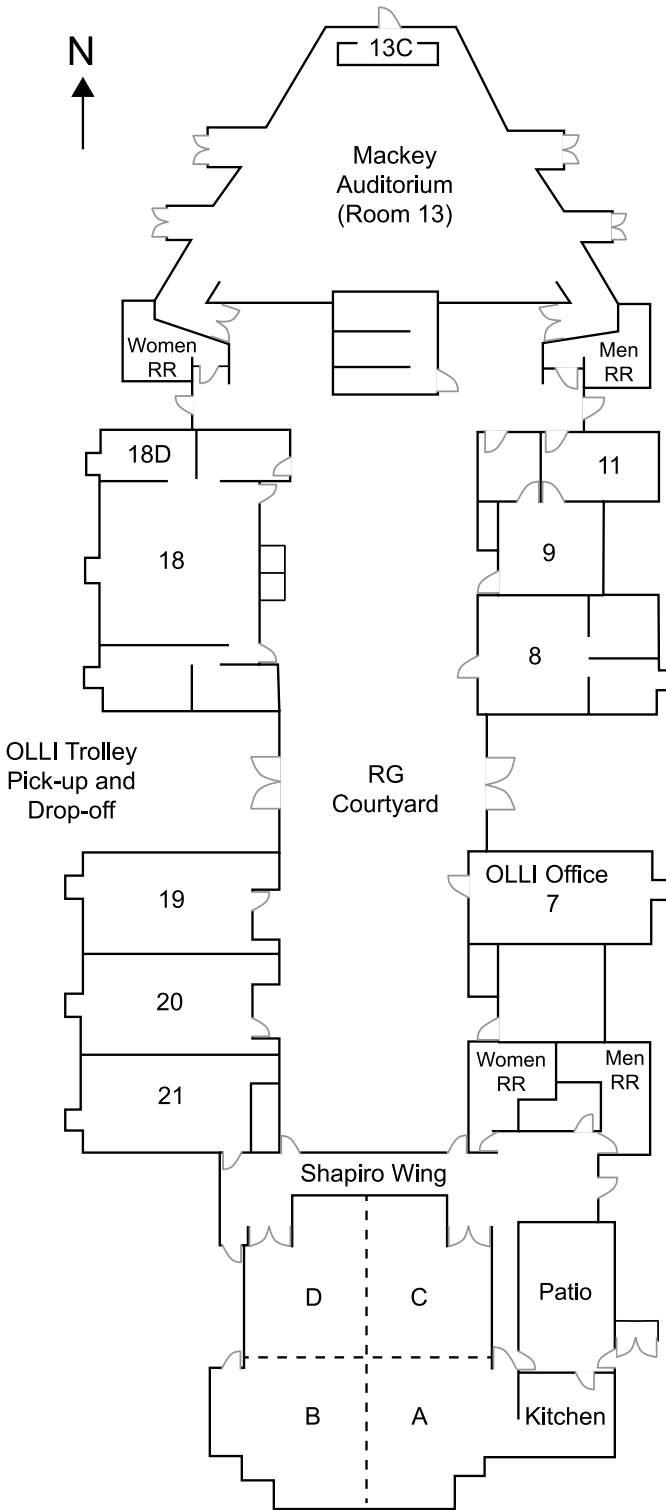 N
13C
Mackey
Auditorium
(Room 13)
Women
RR
Men
RR
18D
11
18
9
8
OLLI Trolley
Pick-up and
Drop-off
RG
Courtyard
19
OLLI Office
7
20
Women
RR
Men
RR
21
Shapiro Wing
D
C
Patio
B
A
Kitchen